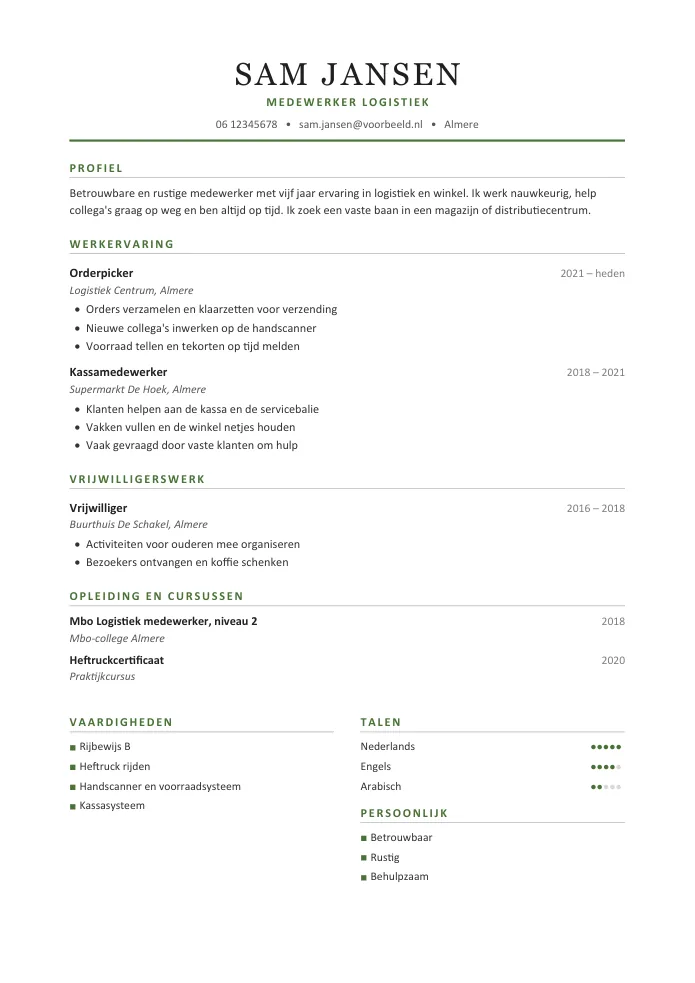 SAM JANSEN
MEDEWERKER LOGISTIEK
06 12345678 • sam.jansen@voorbeeld.nl • Almere
PROFIEL
Betrouwbare en rustige medewerker met vijf jaar ervaring in logistiek en winkel. Ik werk nauwkeurig, help
collega's graag op weg en ben altijd op tijd. Ik zoek een vaste baan in een magazijn of distributiecentrum.
WERKERVARING
Orderpicker 2021 – heden
Logistiek Centrum, Almere
• Orders verzamelen en klaarzetten voor verzending
• Nieuwe collega's inwerken op de handscanner
• Voorraad tellen en tekorten op tijd melden
Kassamedewerker 2018 – 2021
Supermarkt De Hoek, Almere
• Klanten helpen aan de kassa en de servicebalie
• Vakken vullen en de winkel netjes houden
• Vaak gevraagd door vaste klanten om hulp
VRIJWILLIGERSWERK
Vrijwilliger 2016 – 2018
Buurthuis De Schakel, Almere
• Activiteiten voor ouderen mee organiseren
• Bezoekers ontvangen en koffie schenken
OPLEIDING EN CURSUSSEN
Mbo Logistiek medewerker, niveau 2 2018
Mbo-college Almere
Heftruckcertificaat 2020
Praktijkcursus
VAARDIGHEDEN
■ Rijbewijs B
■ Heftruck rijden
■ Handscanner en voorraadsysteem
■ Kassasysteem
TALEN
Nederlands
Engels
Arabisch
PERSOONLIJK
■ Betrouwbaar
■ Rustig
■ Behulpzaam